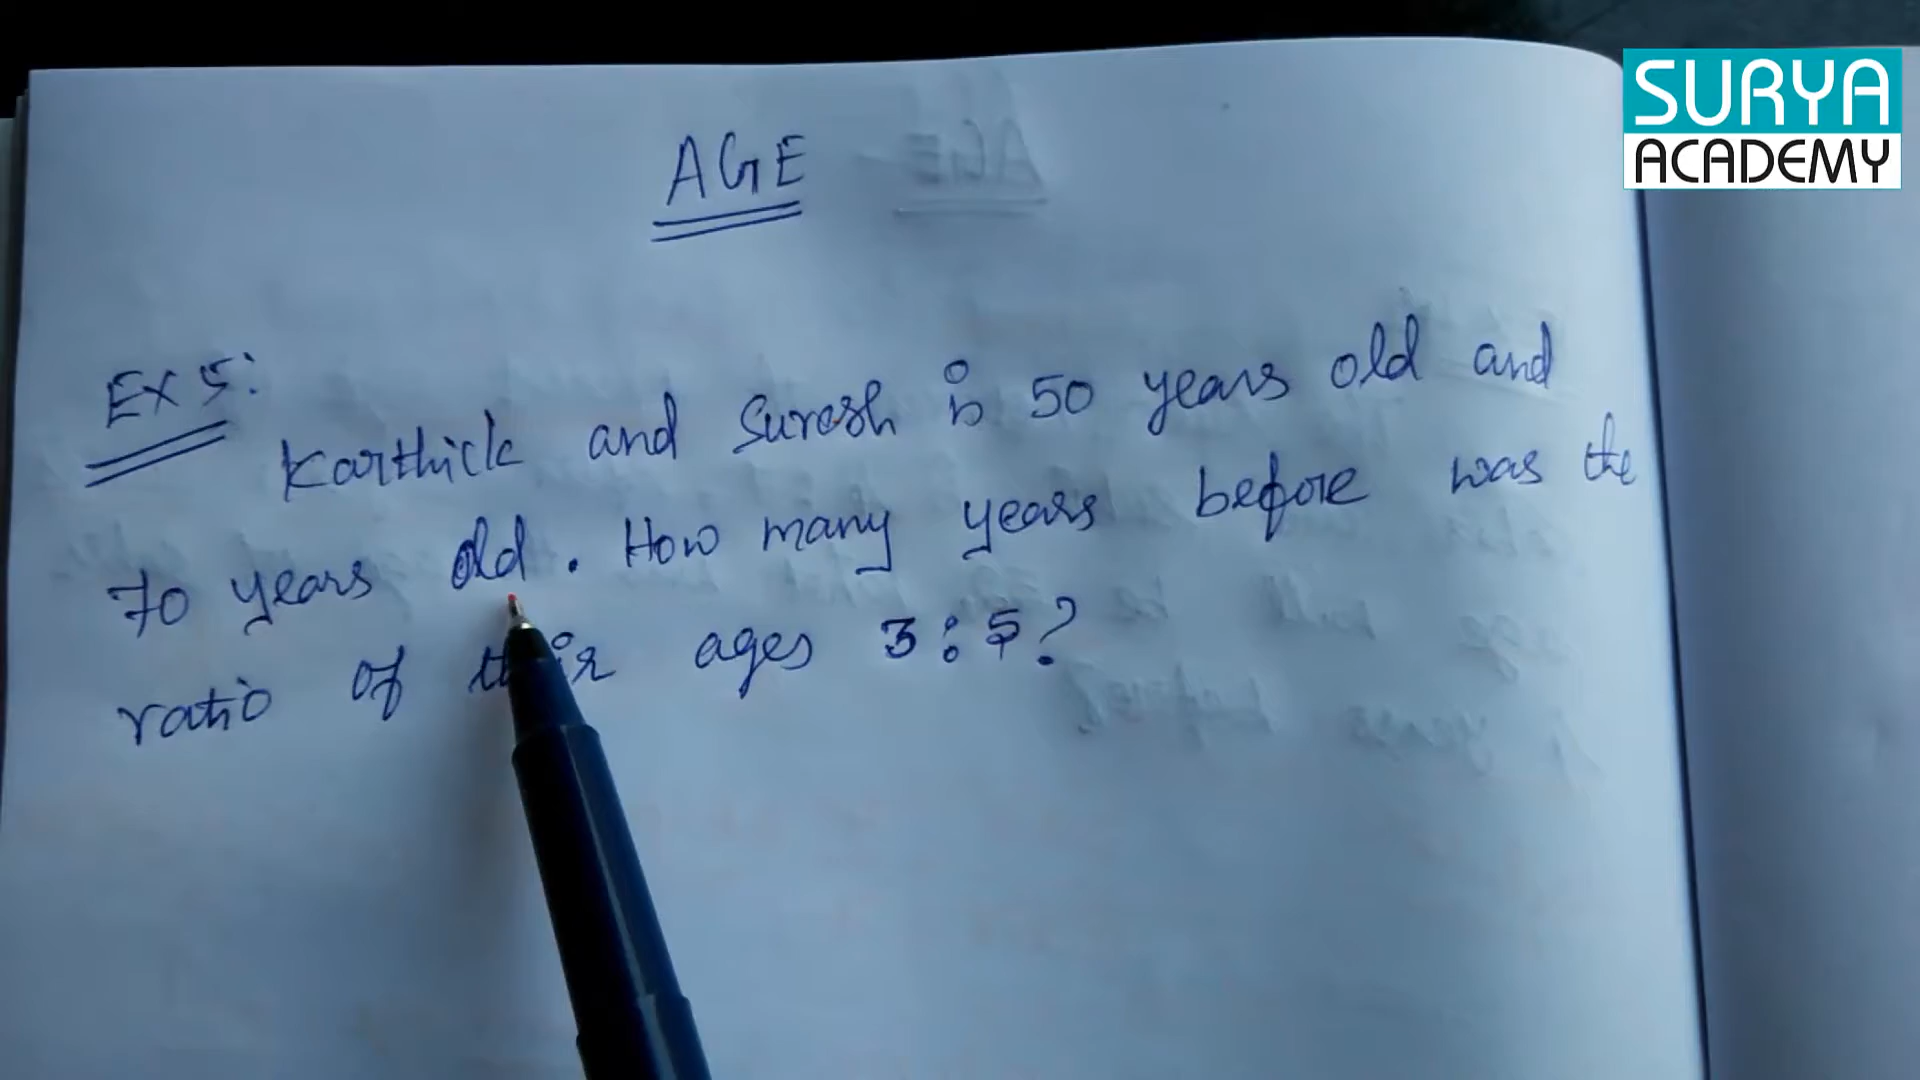 SURYA
ACADEMY
AGE
EX 5:
Karthick and Suresh is 50 years old and
70 years old. How many years before was the
ratio of their ages 3:5?